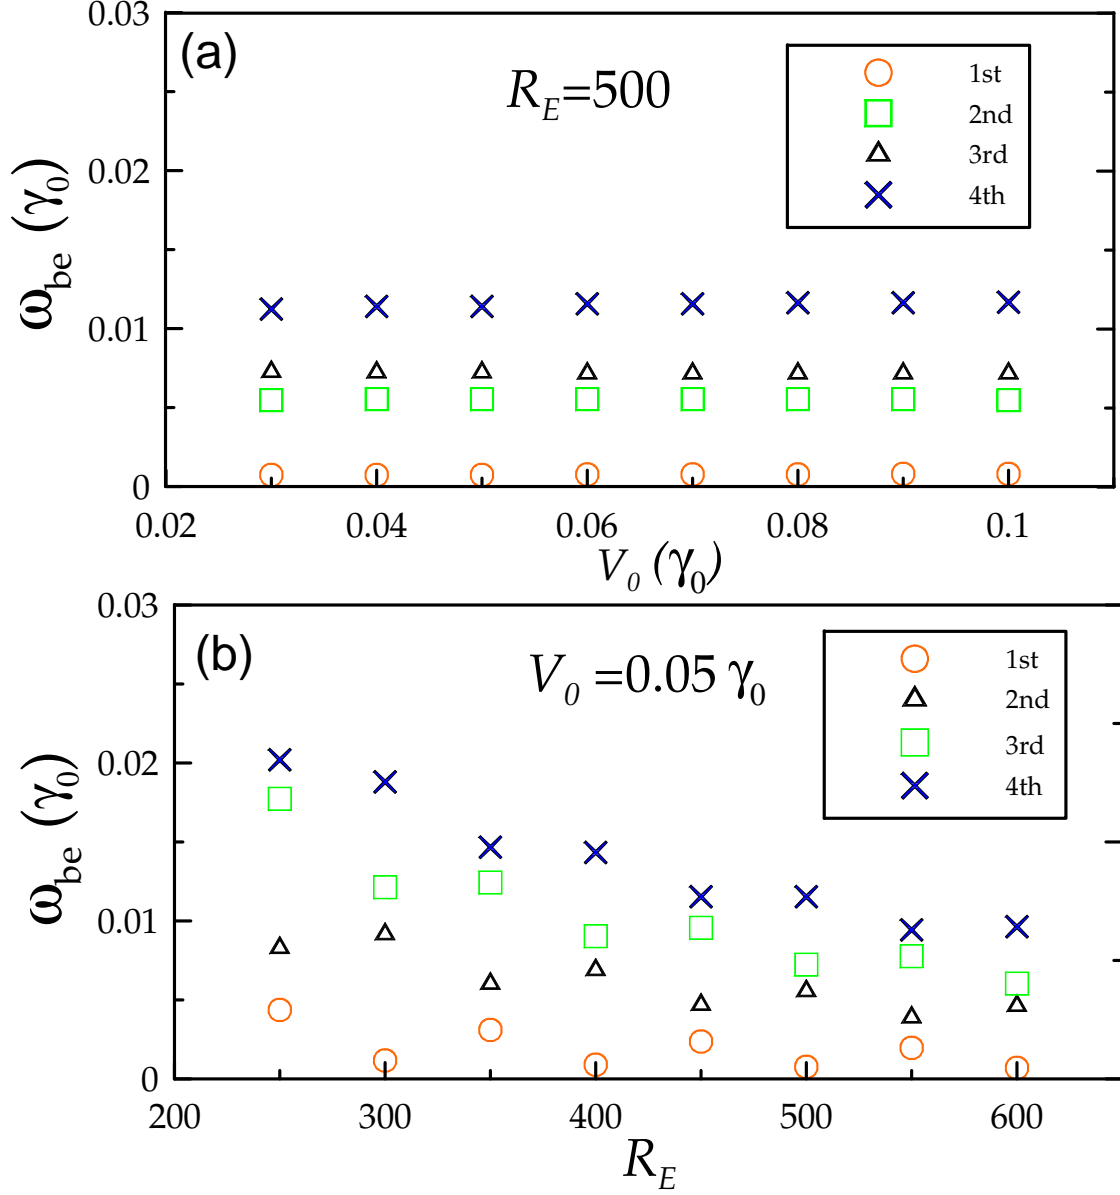 0.03
(a)
R_E=500
1st
2nd
3rd
4th
0.02
0.01
0
ω_be (γ_0)
0.02 0.04 0.06 0.08 0.1
V_0 (γ_0)
0.03
(b)
V_0 =0.05 γ_0
1st
2nd
3rd
4th
0.02
0.01
0
ω_be (γ_0)
200 300 400 500 600
R_E